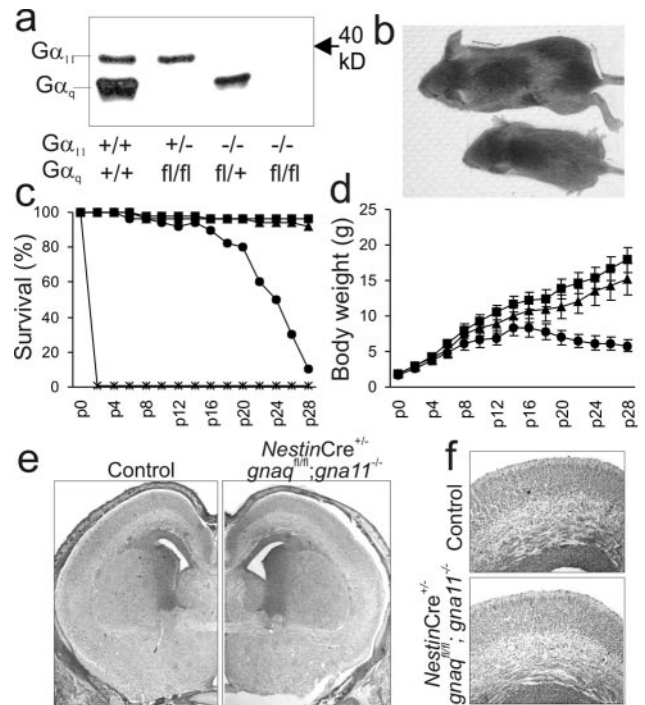 a
Gα11
Gαq
40
kD
Gα11 +/+ +/- -/- -/-
Gαq +/+ fl/fl fl/+ fl/fl
b
c
Survival (%)
100
80
60
40
20
0
p0 p4 p8 p12 p16 p20 p24 p28
d
Body weight (g)
25
20
15
10
5
0
p0 p4 p8 p12 p16 p20 p24 p28
e
Control
NestinCre+/-
gnaqfl/fl;gna11-/-
f
Control
NestinCre+/-
gnaqfl/fl; gna11-/-